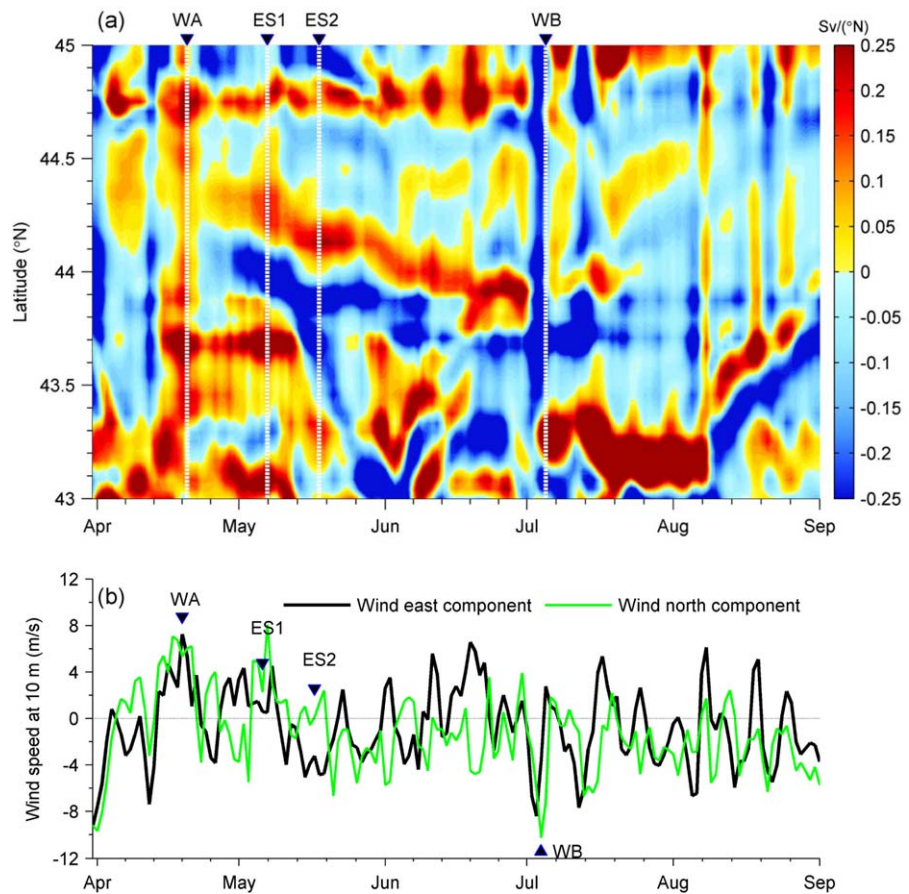 (a)
WA ES1 ES2 WB
Sv/(°N)
45
44.5
44
43.5
43
Latitude (°N)
0.25
0.2
0.15
0.1
0.05
0
-0.05
-0.1
-0.15
-0.2
-0.25
Apr May Jun Jul Aug Sep
(b)
WA
ES1
ES2
WB
Wind east component
Wind north component
12
8
4
0
-4
-8
-12
Wind speed at 10 m (m/s)
Apr May Jun Jul Aug Sep